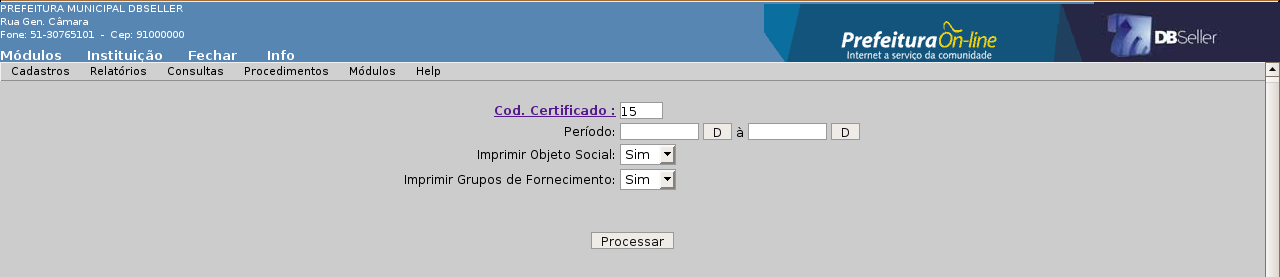 PREFEITURA MUNICIPAL DBSELLER
Rua Gen. Câmara
Fone: 51-30765101 - Cep: 91000000
PrefeituraOn-line
Internet a serviço da comunidade
DBSeller
Módulos Instituição Fechar Info
Cadastros Relatórios Consultas Procedimentos Módulos Help
Cod. Certificado : 15
Período: D à D
Imprimir Objeto Social: Sim
Imprimir Grupos de Fornecimento: Sim
Processar